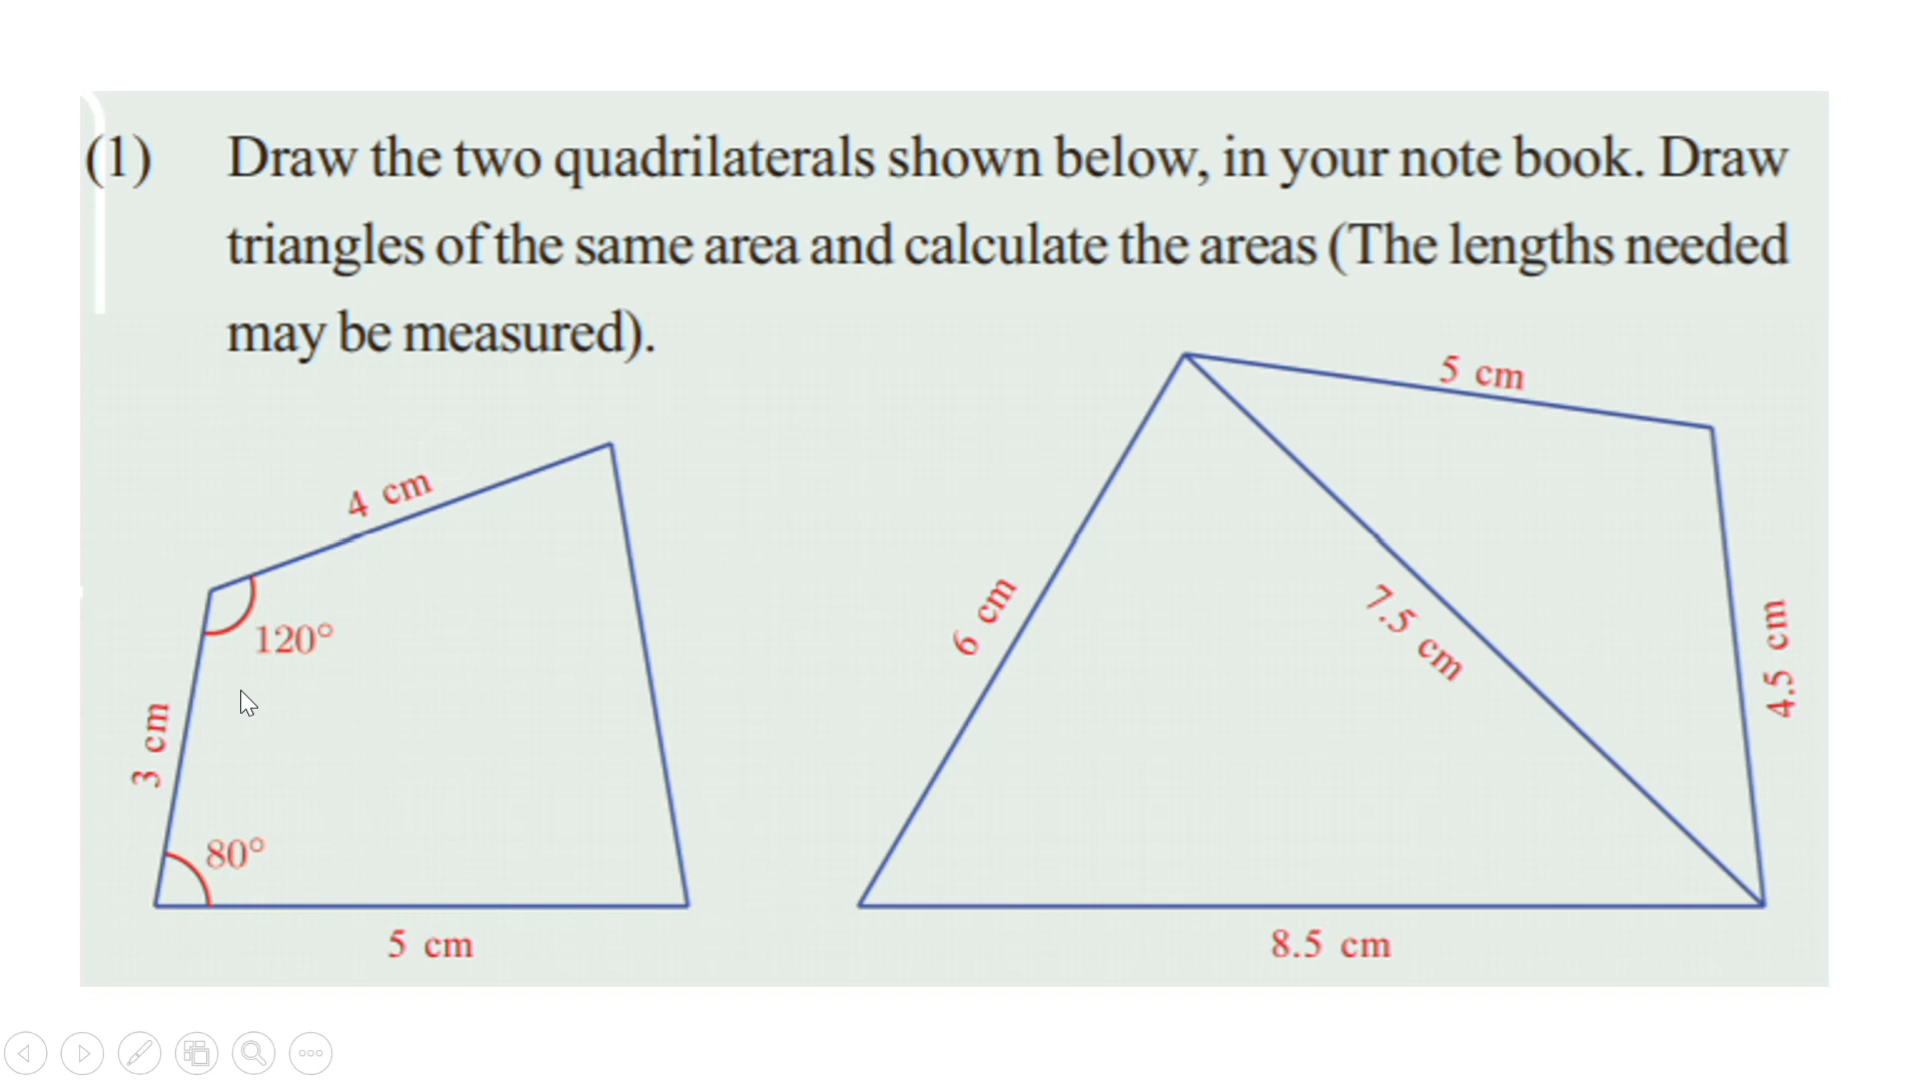 (1) Draw the two quadrilaterals shown below, in your note book. Draw
triangles of the same area and calculate the areas (The lengths needed
may be measured).
4 cm
120°
3 cm
80°
5 cm
5 cm
6 cm
7.5 cm
4.5 cm
8.5 cm